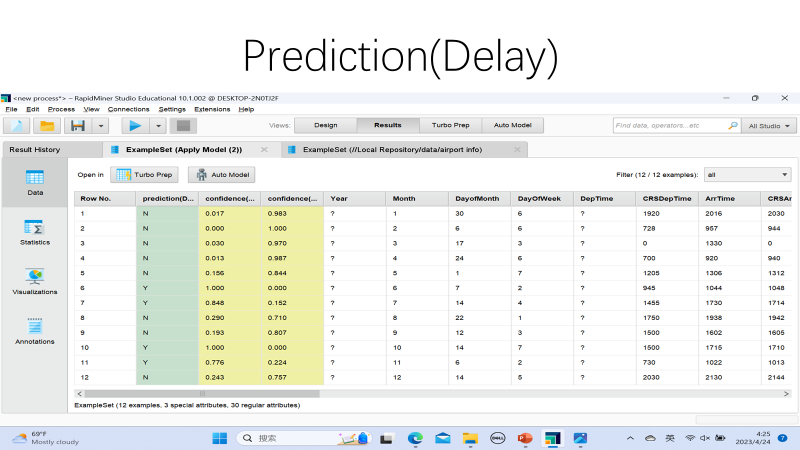 Prediction(Delay)
<new process*> – RapidMiner Studio Educational 10.1.002 @ DESKTOP-2N0TJ2F
File Edit Process View Connections Settings Extensions Help
Views: Design Results Turbo Prep Auto Model Find data, operators...etc All Studio
Result History ExampleSet (Apply Model (2)) ExampleSet (//Local Repository/data/airport info)
Open in Turbo Prep Auto Model Filter (12 / 12 examples): all
Data
Statistics
Visualizations
Annotations
Row No. prediction(D... confidence(... confidence(... Year Month DayofMonth DayOfWeek DepTime CRSDepTime ArrTime CRSAr
1 N 0.017 0.983 ? 1 30 6 ? 1920 2016 2030
2 N 0.000 1.000 ? 2 6 6 ? 728 957 944
3 N 0.030 0.970 ? 3 17 3 ? 0 1330 0
4 N 0.013 0.987 ? 4 24 6 ? 700 920 940
5 N 0.156 0.844 ? 5 1 7 ? 1205 1306 1312
6 Y 1.000 0.000 ? 6 7 2 ? 945 1044 1048
7 Y 0.848 0.152 ? 7 14 4 ? 1455 1730 1714
8 N 0.290 0.710 ? 8 22 1 ? 1750 1938 1942
9 N 0.193 0.807 ? 9 12 3 ? 1500 1602 1605
10 Y 1.000 0.000 ? 10 14 7 ? 1500 1715 1710
11 Y 0.776 0.224 ? 11 6 2 ? 730 1022 1013
12 N 0.243 0.757 ? 12 14 5 ? 2030 2130 2144
ExampleSet (12 examples, 3 special attributes, 30 regular attributes)
69°F
Mostly cloudy
搜索
DELL
英
4:25
2023/4/24
7